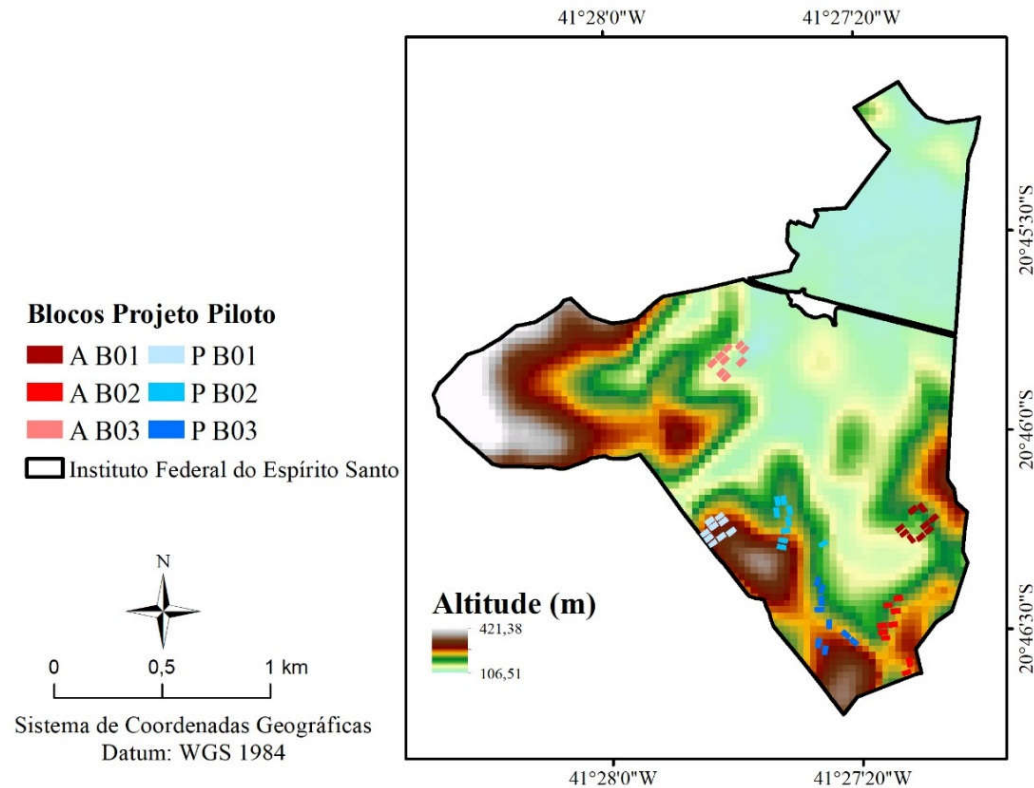 41°28'0"W 41°27'20"W
20°45'30"S
20°46'0"S
20°46'30"S
Blocos Projeto Piloto
A B01 P B01
A B02 P B02
A B03 P B03
Instituto Federal do Espírito Santo
N
0 0,5 1 km
Sistema de Coordenadas Geográficas
Datum: WGS 1984
Altitude (m)
421,38
106,51
41°28'0"W 41°27'20"W